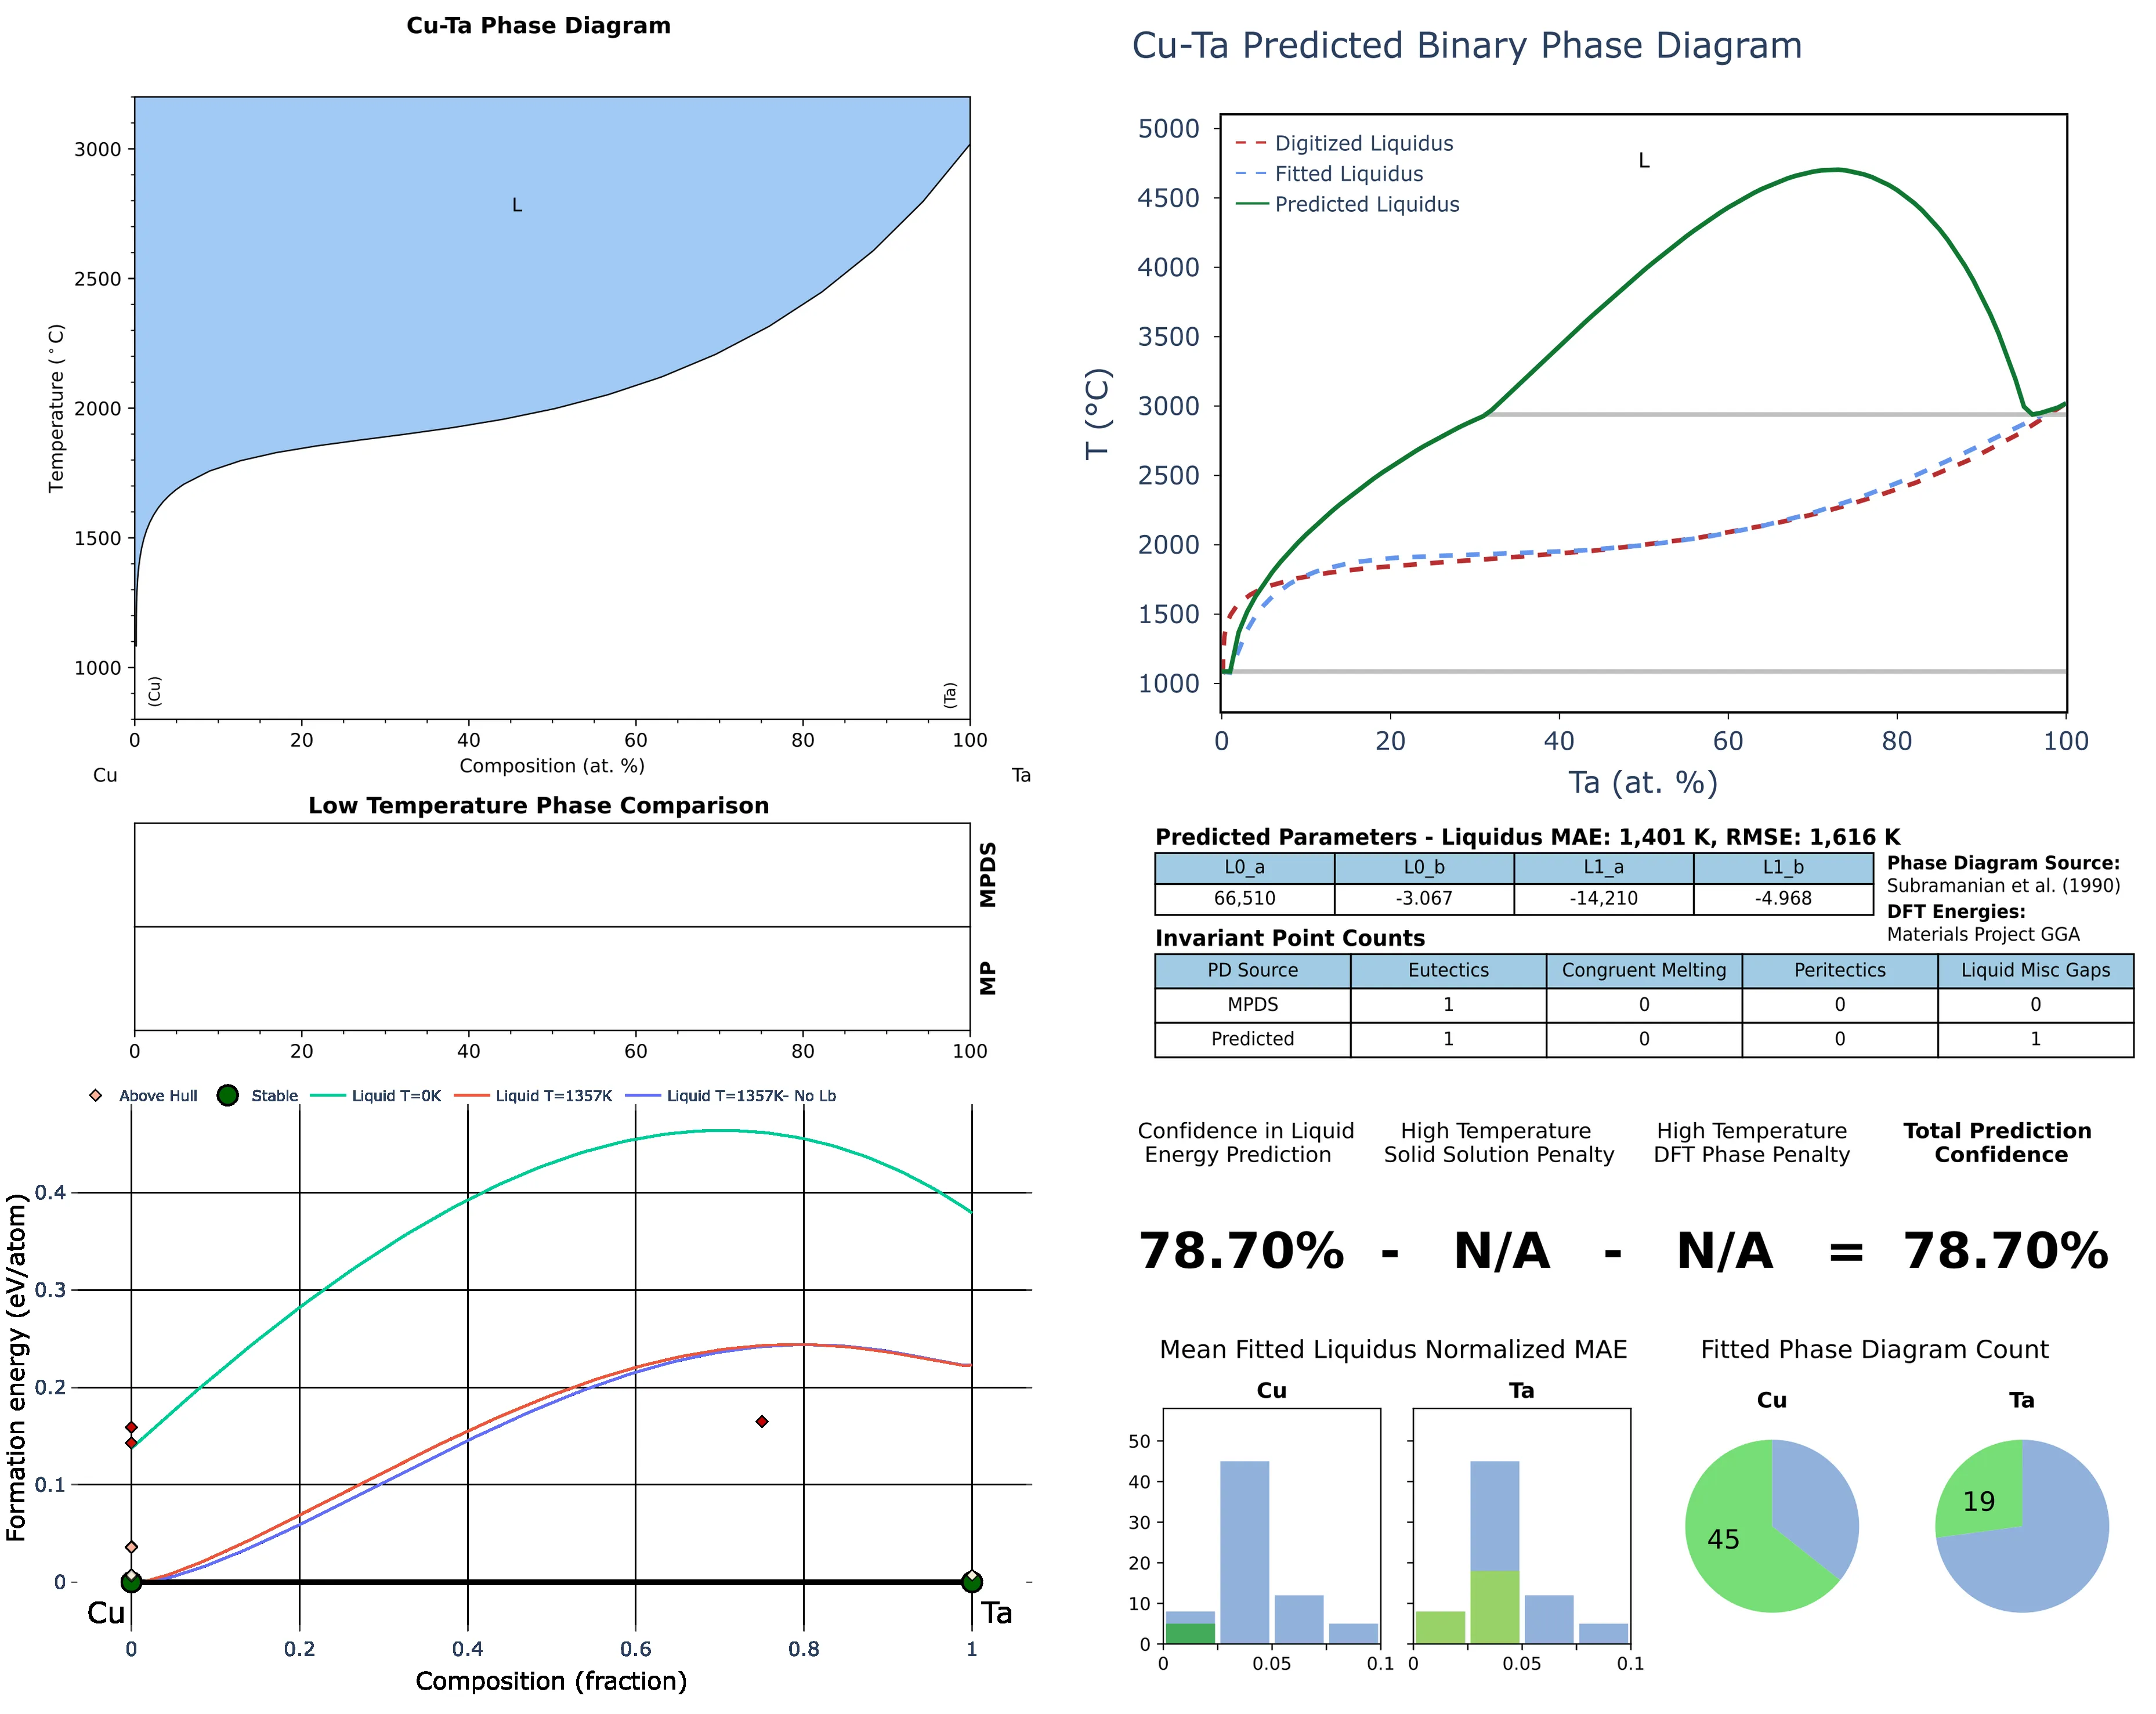 Cu-Ta Phase Diagram
3000
2500
2000
1500
1000
Temperature (°C)
L
(Cu)
(Ta)
0 20 40 60 80 100
Composition (at. %)
Cu Ta
Low Temperature Phase Comparison
MPDS
MP
0 20 40 60 80 100
Above Hull Stable Liquid T=0K Liquid T=1357K Liquid T=1357K- No Lb
0.4
0.3
0.2
0.1
0
Formation energy (eV/atom)
Cu Ta
0 0.2 0.4 0.6 0.8 1
Composition (fraction)
Cu-Ta Predicted Binary Phase Diagram
5000
4500
4000
3500
3000
2500
2000
1500
1000
T (°C)
Digitized Liquidus
Fitted Liquidus
Predicted Liquidus
L
0 20 40 60 80 100
Ta (at. %)
Predicted Parameters - Liquidus MAE: 1,401 K, RMSE: 1,616 K
L0_a L0_b L1_a L1_b
66,510 -3.067 -14,210 -4.968
Phase Diagram Source:
Subramanian et al. (1990)
DFT Energies:
Materials Project GGA
Invariant Point Counts
PD Source Eutectics Congruent Melting Peritectics Liquid Misc Gaps
MPDS 1 0 0 0
Predicted 1 0 0 1
Confidence in Liquid
Energy Prediction
High Temperature
Solid Solution Penalty
High Temperature
DFT Phase Penalty
Total Prediction
Confidence
78.70% - N/A - N/A = 78.70%
Mean Fitted Liquidus Normalized MAE
Cu Ta
50
40
30
20
10
0
0 0.05 0.1 0 0.05 0.1
Fitted Phase Diagram Count
Cu Ta
45
19